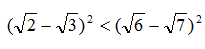 (√2 − √3)² < (√6 − √7)²